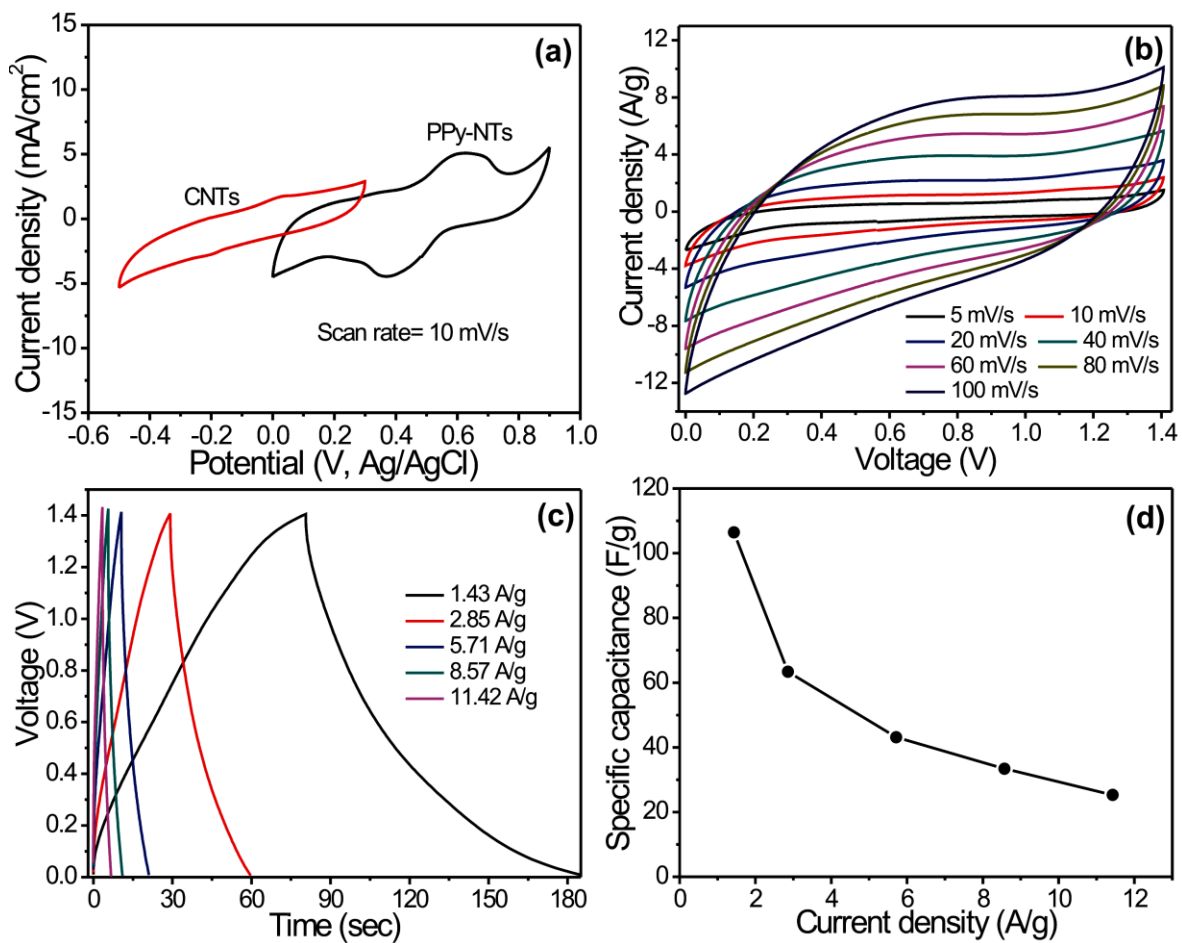 (a)
15
10
5
0
-5
-10
-15
Current density (mA/cm²)
CNTs
PPy-NTs
Scan rate= 10 mV/s
-0.6 -0.4 -0.2 0.0 0.2 0.4 0.6 0.8 1.0
Potential (V, Ag/AgCl)
(b)
12
8
4
0
-4
-8
-12
Current density (A/g)
5 mV/s 10 mV/s
20 mV/s 40 mV/s
60 mV/s 80 mV/s
100 mV/s
0.0 0.2 0.4 0.6 0.8 1.0 1.2 1.4
Voltage (V)
(c)
1.4
1.2
1.0
0.8
0.6
0.4
0.2
0.0
Voltage (V)
1.43 A/g
2.85 A/g
5.71 A/g
8.57 A/g
11.42 A/g
0 30 60 90 120 150 180
Time (sec)
(d)
120
100
80
60
40
20
0
Specific capacitance (F/g)
0 2 4 6 8 10 12
Current density (A/g)